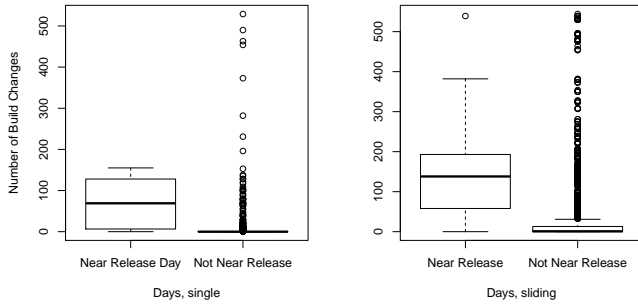 Number of Build Changes
500
400
300
200
100
0
Near Release Day
Not Near Release
Days, single
500
400
300
200
100
0
Near Release
Not Near Release
Days, sliding